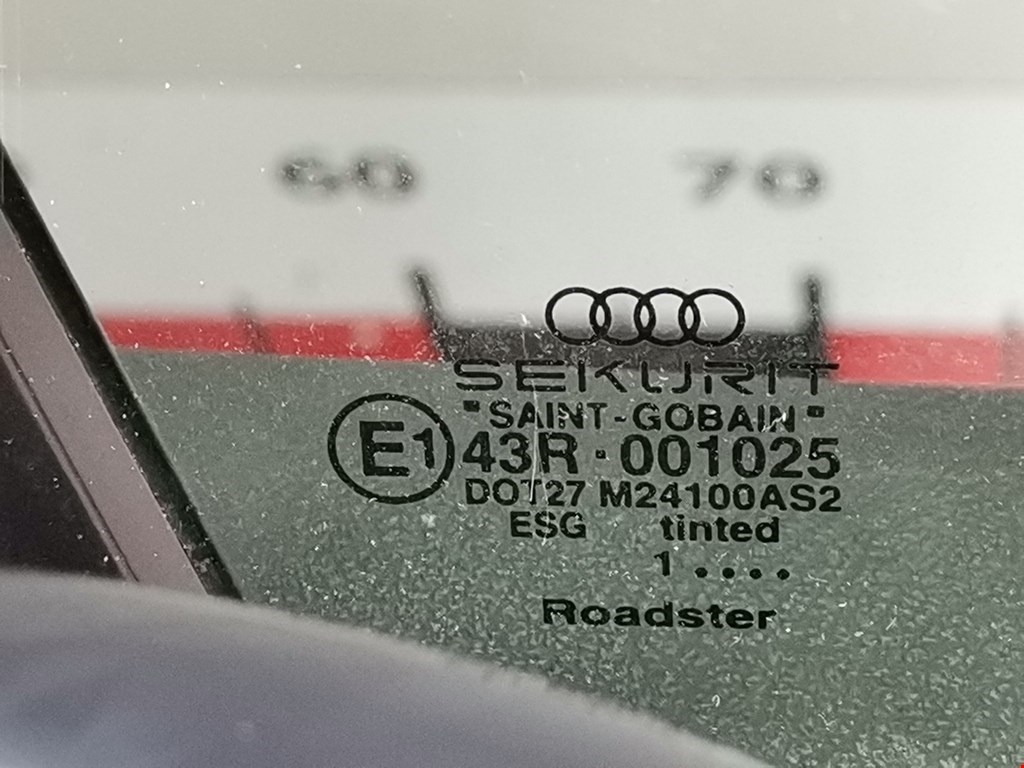 60 70
SEKURIT
"SAINT-GOBAIN"
E1 43R·001025
DOT27 M24100AS2
ESG tinted
1 ....
Roadster